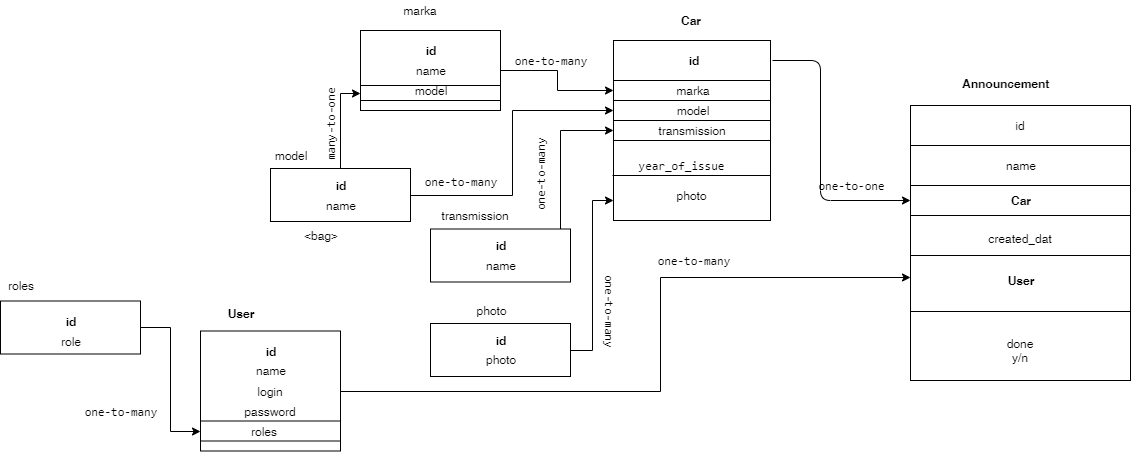 marka
id
name
model
many-to-one
one-to-many
model
id
name
<bag>
one-to-many
transmission
id
name
one-to-many
photo
id
photo
one-to-many
Car
id
marka
model
transmission
year_of_issue
photo
one-to-one
Announcement
id
name
Car
created_dat
User
done
y/n
roles
id
role
one-to-many
User
id
name
login
password
roles
one-to-many